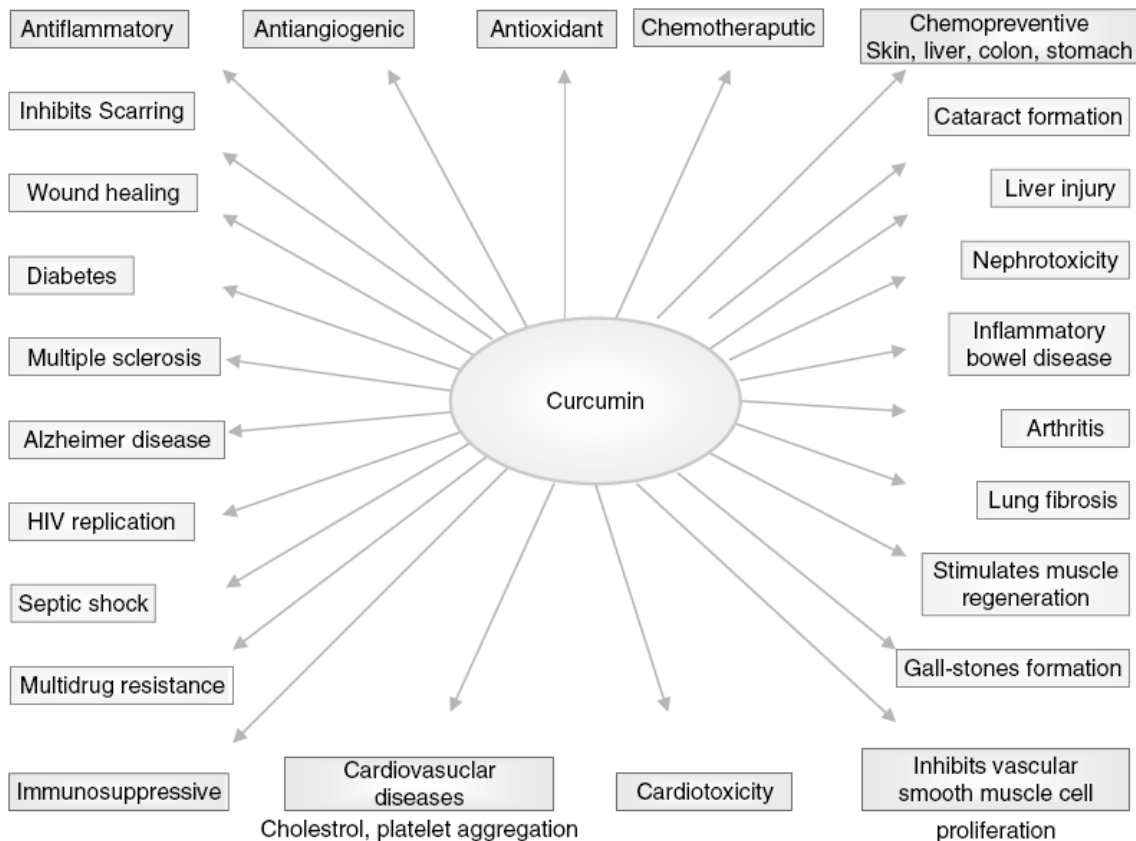 Antiflammatory
Antiangiogenic
Antioxidant
Chemotheraputic
Chemopreventive
Skin, liver, colon, stomach
Inhibits Scarring
Cataract formation
Wound healing
Liver injury
Diabetes
Nephrotoxicity
Multiple sclerosis
Inflammatory
bowel disease
Curcumin
Alzheimer disease
Arthritis
HIV replication
Lung fibrosis
Septic shock
Stimulates muscle
regeneration
Multidrug resistance
Gall-stones formation
Immunosuppressive
Cardiovasuclar
diseases
Cholestrol, platelet aggregation
Cardiotoxicity
Inhibits vascular
smooth muscle cell
proliferation